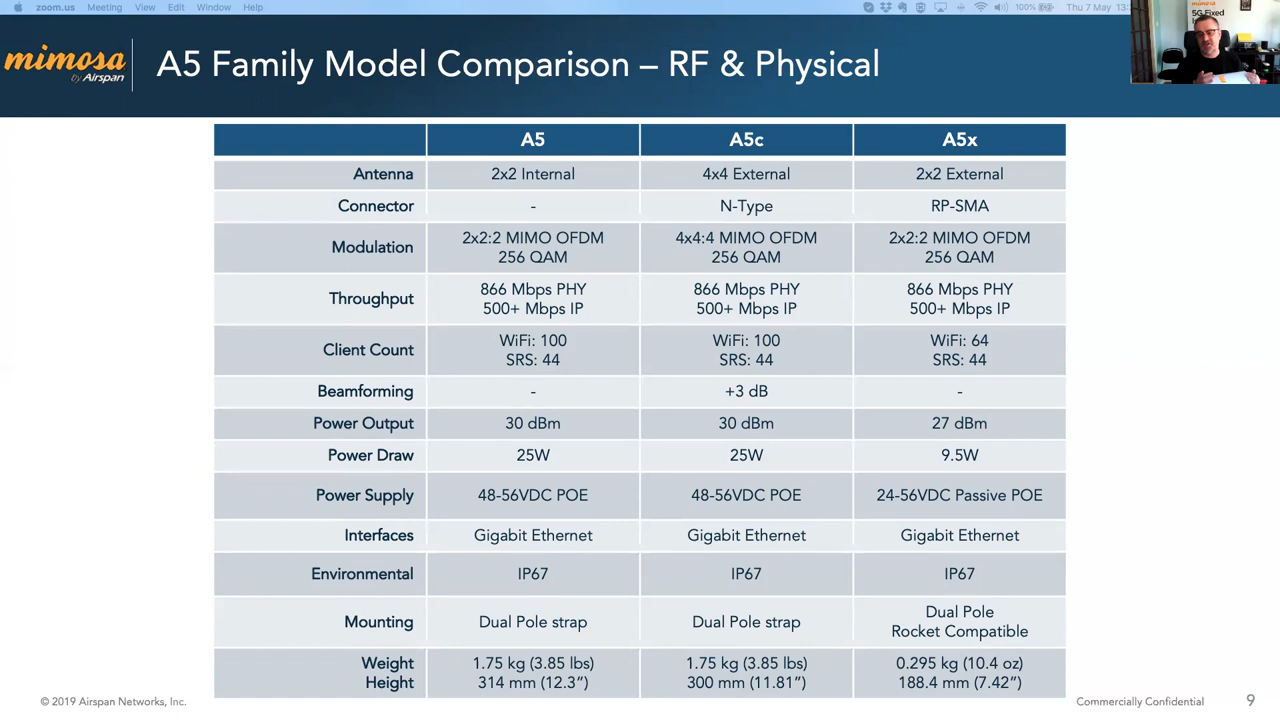 zoom.us Meeting View Edit Window Help
100% Thu 7 May 13:
mimosa
by Airspan
A5 Family Model Comparison – RF & Physical
mimosa
5G Fixed
A5 A5c A5x
Antenna 2x2 Internal 4x4 External 2x2 External
Connector - N-Type RP-SMA
Modulation 2x2:2 MIMO OFDM 4x4:4 MIMO OFDM 2x2:2 MIMO OFDM
256 QAM 256 QAM 256 QAM
Throughput 866 Mbps PHY 866 Mbps PHY 866 Mbps PHY
500+ Mbps IP 500+ Mbps IP 500+ Mbps IP
Client Count WiFi: 100 WiFi: 100 WiFi: 64
SRS: 44 SRS: 44 SRS: 44
Beamforming - +3 dB -
Power Output 30 dBm 30 dBm 27 dBm
Power Draw 25W 25W 9.5W
Power Supply 48-56VDC POE 48-56VDC POE 24-56VDC Passive POE
Interfaces Gigabit Ethernet Gigabit Ethernet Gigabit Ethernet
Environmental IP67 IP67 IP67
Mounting Dual Pole strap Dual Pole strap Dual Pole
Rocket Compatible
Weight 1.75 kg (3.85 lbs) 1.75 kg (3.85 lbs) 0.295 kg (10.4 oz)
Height 314 mm (12.3”) 300 mm (11.81”) 188.4 mm (7.42”)
© 2019 Airspan Networks, Inc. Commercially Confidential 9